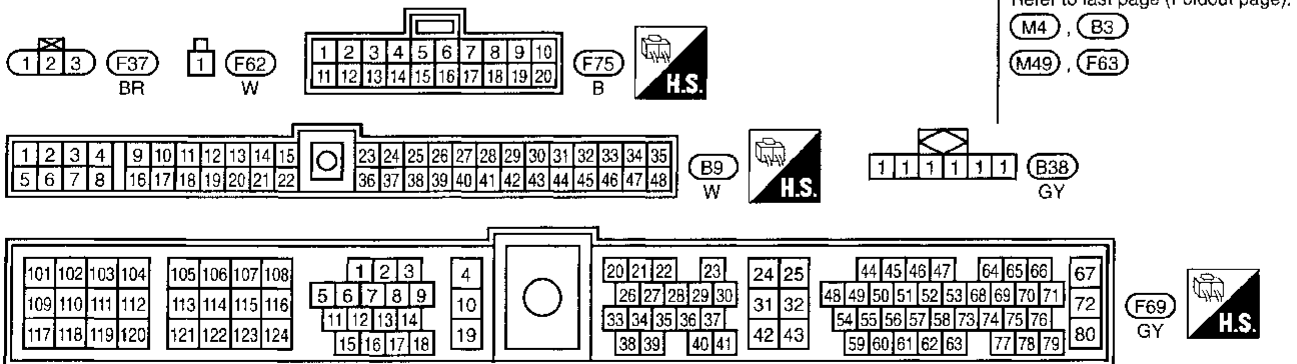 Refer to last page (Foldout page).
M4 , B3
M49 , F63
1 2 3 F37 BR
1 F62 W
1 2 3 4 5 6 7 8 9 10
11 12 13 14 15 16 17 18 19 20
F75 B
H.S.
1 2 3 4 9 10 11 12 13 14 15 23 24 25 26 27 28 29 30 31 32 33 34 35
5 6 7 8 16 17 18 19 20 21 22 36 37 38 39 40 41 42 43 44 45 46 47 48
B9 W
H.S.
1 1 1 1 1 1 B38 GY
101 102 103 104 105 106 107 108 1 2 3 4 20 21 22 23 24 25 44 45 46 47 64 65 66 67
5 6 7 8 9 26 27 28 29 30 48 49 50 51 52 53 68 69 70 71
109 110 111 112 113 114 115 116 10 31 32 72
11 12 13 14 33 34 35 36 37 54 55 56 57 58 73 74 75 76
117 118 119 120 121 122 123 124 15 16 17 18 19 38 39 40 41 42 43 59 60 61 62 63 77 78 79 80
F69 GY
H.S.